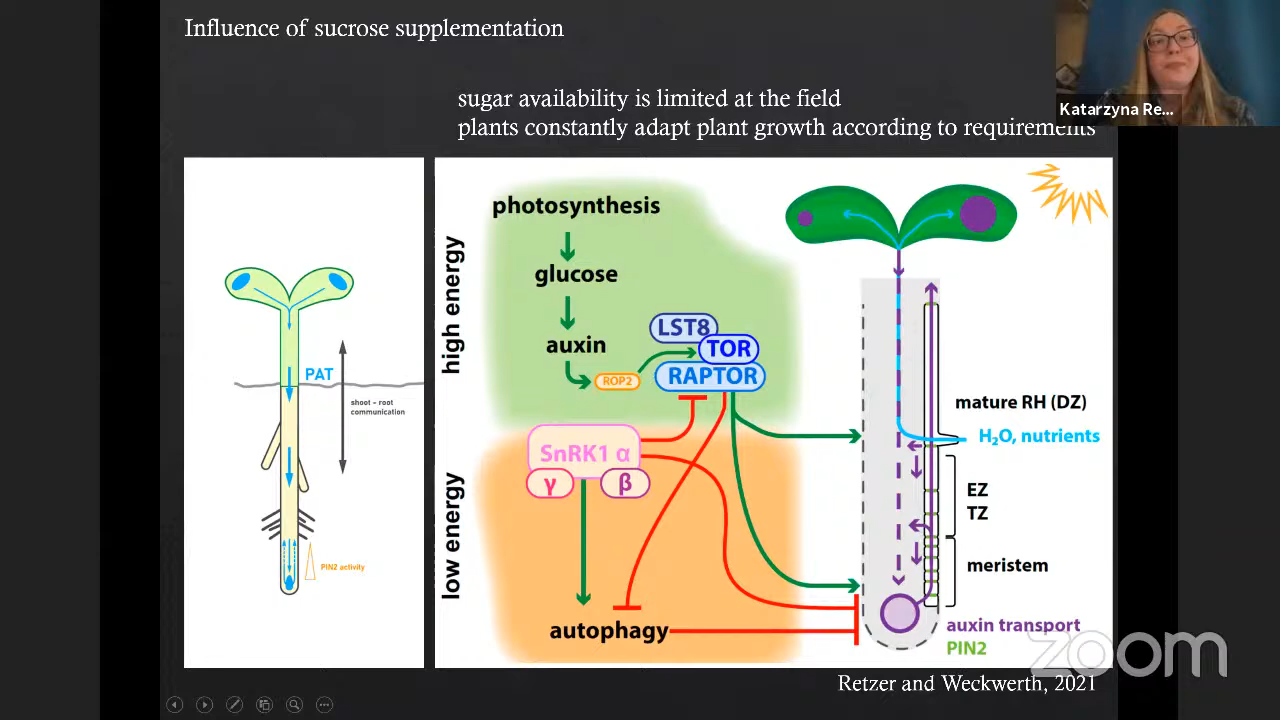 Influence of sucrose supplementation
sugar availability is limited at the field
plants constantly adapt plant growth according to requirements
Katarzyna Re...
PAT
shoot – root
communication
PIN2 activity
high energy
low energy
photosynthesis
glucose
auxin
ROP2
LST8
TOR
RAPTOR
SnRK1 α
γ
β
autophagy
mature RH (DZ)
H₂O, nutrients
EZ
TZ
meristem
auxin transport
PIN2
zoom
Retzer and Weckwerth, 2021